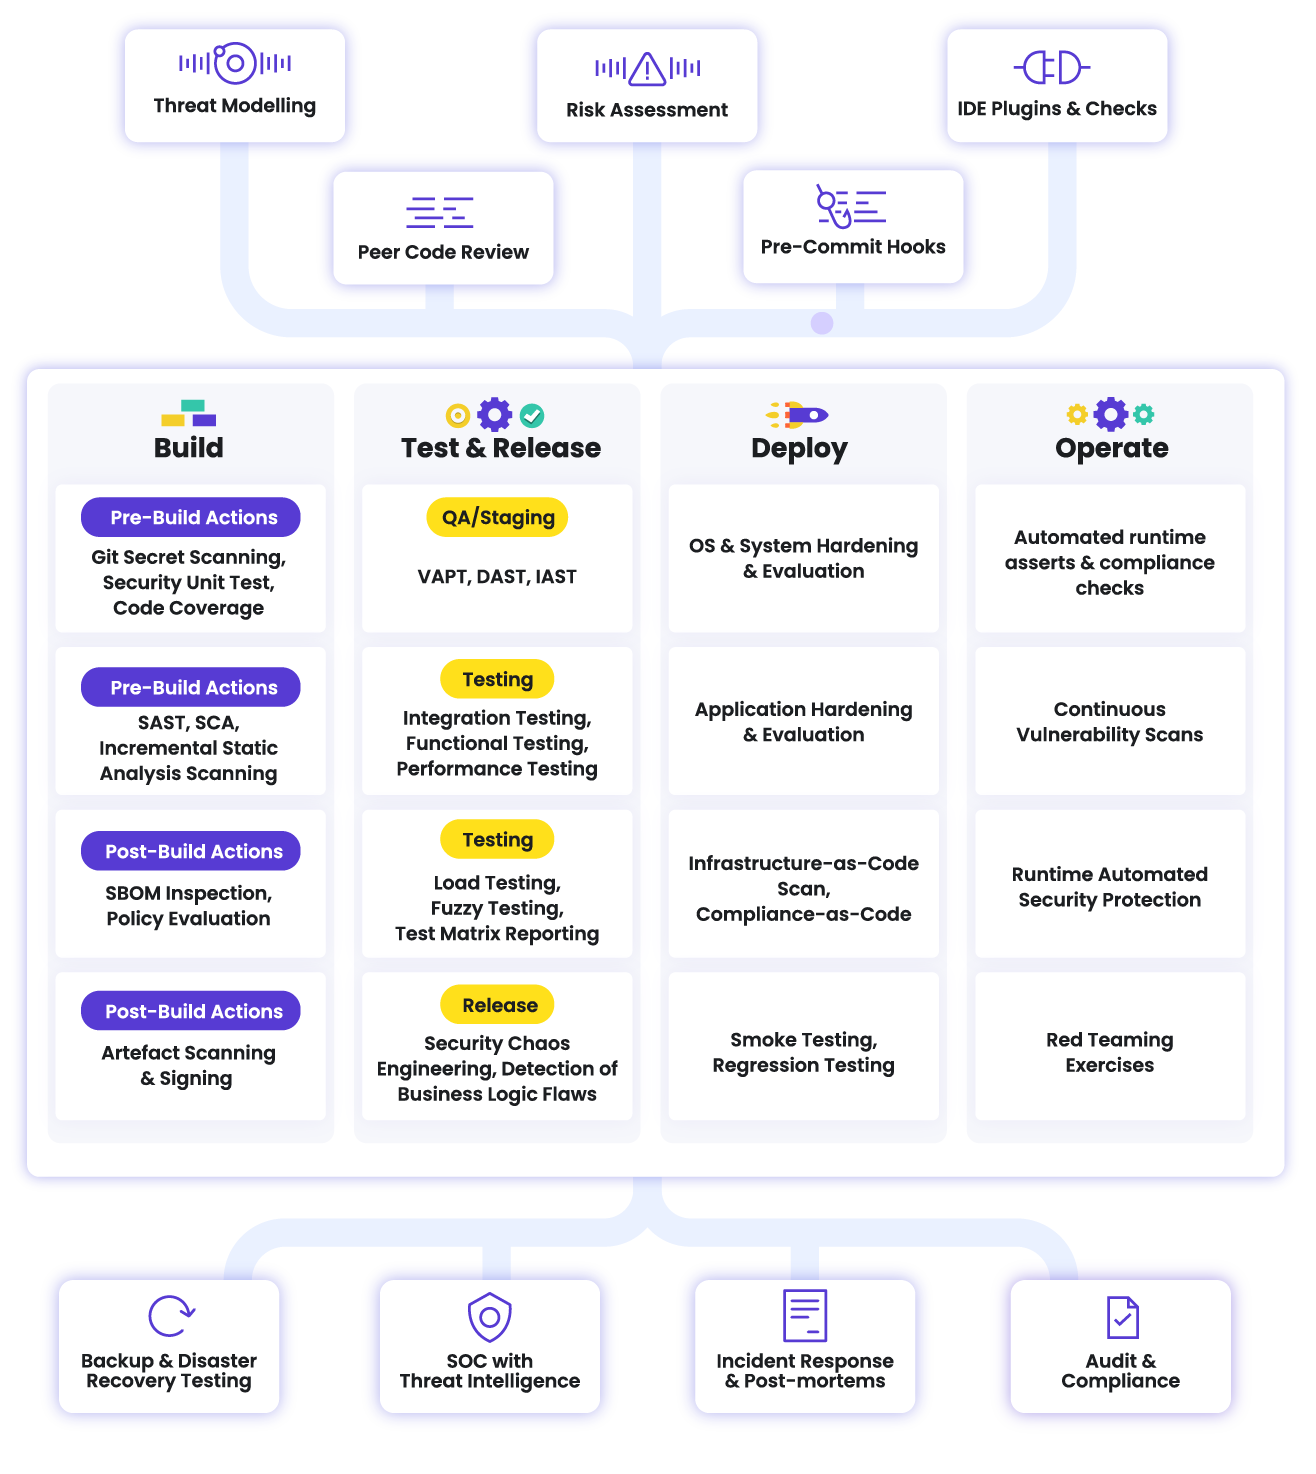 Threat Modelling
Risk Assessment
IDE Plugins & Checks
Peer Code Review
Pre-Commit Hooks
Build
Pre-Build Actions
Git Secret Scanning,
Security Unit Test,
Code Coverage
Pre-Build Actions
SAST, SCA,
Incremental Static
Analysis Scanning
Post-Build Actions
SBOM Inspection,
Policy Evaluation
Post-Build Actions
Artefact Scanning
& Signing
Test & Release
QA/Staging
VAPT, DAST, IAST
Testing
Integration Testing,
Functional Testing,
Performance Testing
Testing
Load Testing,
Fuzzy Testing,
Test Matrix Reporting
Release
Security Chaos
Engineering, Detection of
Business Logic Flaws
Deploy
OS & System Hardening
& Evaluation
Application Hardening
& Evaluation
Infrastructure-as-Code
Scan,
Compliance-as-Code
Smoke Testing,
Regression Testing
Operate
Automated runtime
asserts & compliance
checks
Continuous
Vulnerability Scans
Runtime Automated
Security Protection
Red Teaming
Exercises
Backup & Disaster
Recovery Testing
SOC with
Threat Intelligence
Incident Response
& Post-mortems
Audit &
Compliance